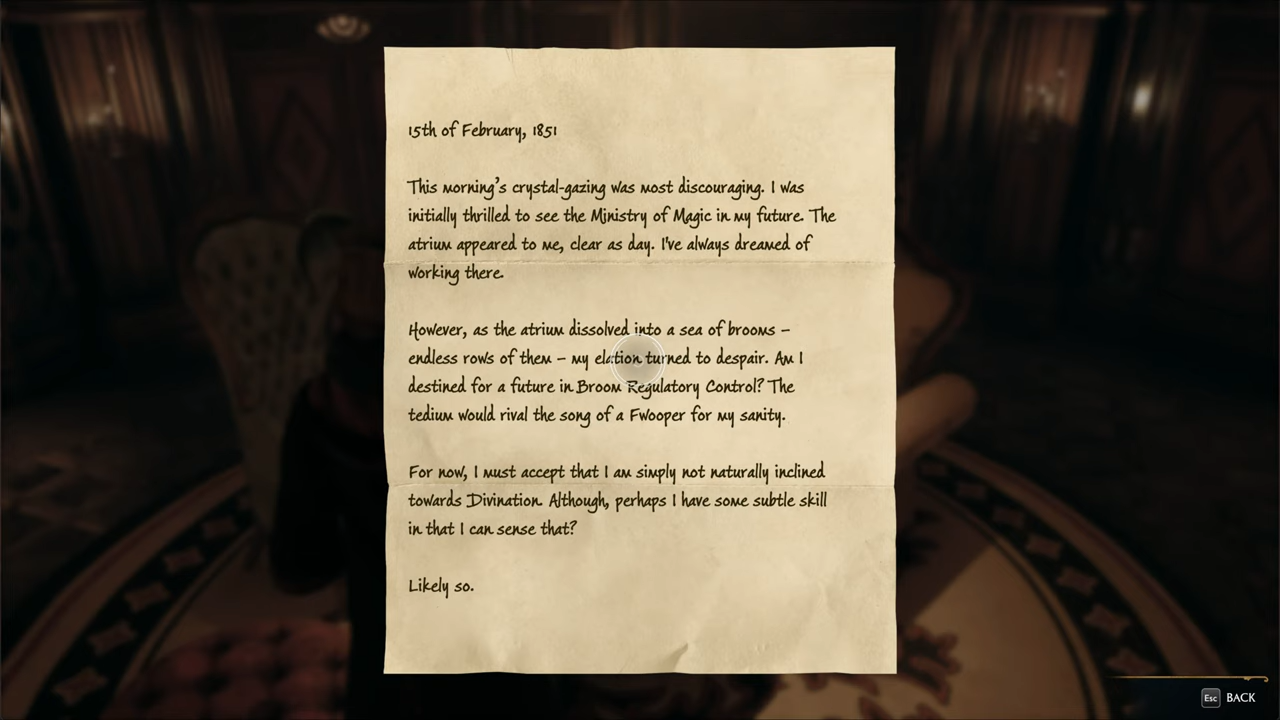 15th of February, 1851
This morning's crystal-gazing was most discouraging. I was
initially thrilled to see the Ministry of Magic in my future. The
atrium appeared to me, clear as day. I've always dreamed of
working there.
However, as the atrium dissolved into a sea of brooms –
endless rows of them – my elation turned to despair. Am I
destined for a future in Broom Regulatory Control? The
tedium would rival the song of a Fwooper for my sanity.
For now, I must accept that I am simply not naturally inclined
towards Divination. Although, perhaps I have some subtle skill
in that I can sense that?
Likely so.
Esc BACK